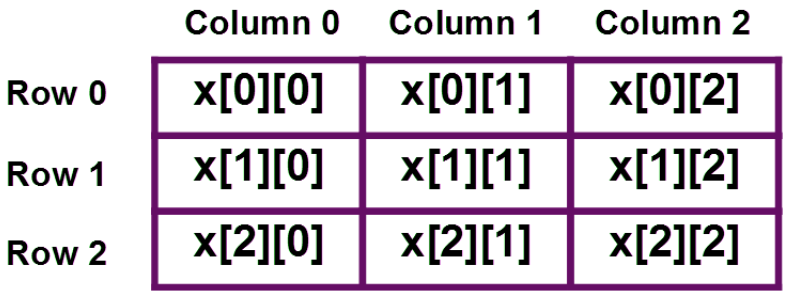 Column 0 Column 1 Column 2
Row 0 x[0][0] x[0][1] x[0][2]
Row 1 x[1][0] x[1][1] x[1][2]
Row 2 x[2][0] x[2][1] x[2][2]